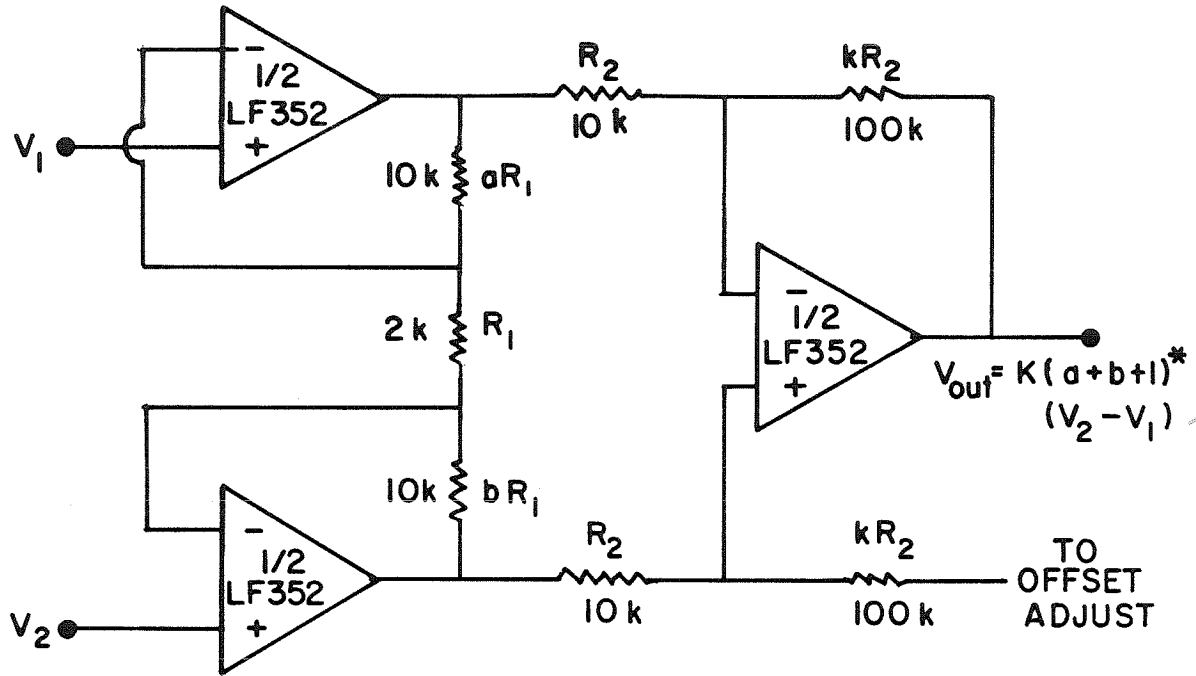 −
1/2
LF352
+
V₁
R₂
10 k
kR₂
100 k
10 k aR₁
2 k R₁
−
1/2
LF352
+
Vout = K( a+b+1)*
(V₂ −V₁ )
10k bR₁
−
1/2
LF352
+
V₂
R₂
10 k
kR₂
100 k
TO
OFFSET
ADJUST